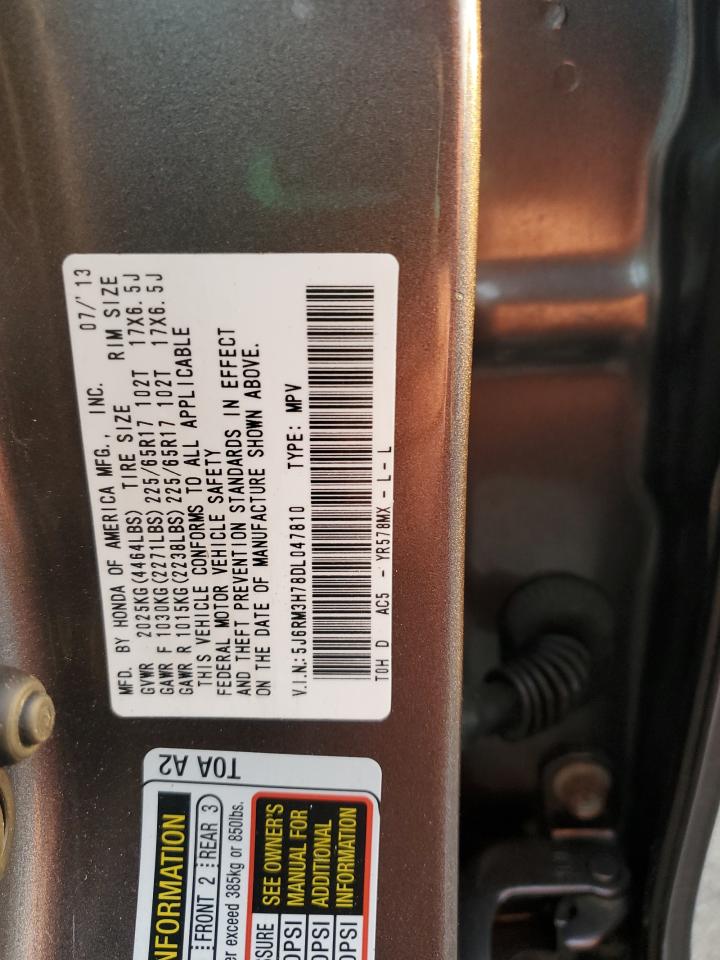 MFD. BY HONDA OF AMERICA MFG., INC. 07/'13
GVWR 2025KG(4464LBS) TIRE SIZE RIM SIZE
GAWR F 1030KG(2271LBS) 225/65R17 102T 17X6.5J
GAWR R 1015KG(2238LBS) 225/65R17 102T 17X6.5J
THIS VEHICLE CONFORMS TO ALL APPLICABLE
FEDERAL MOTOR VEHICLE SAFETY
AND THEFT PREVENTION STANDARDS IN EFFECT
ON THE DATE OF MANUFACTURE SHOWN ABOVE.
V.I.N.: 5J6RM3H78DL047810 TYPE: MPV
T0H D AC5 - YR578MX - L - L
T0A A2
NFORMATION
FRONT 2 REAR 3
er exceed 385kg or 850lbs.
SSURE
0PSI
0PSI
0PSI
SEE OWNER'S
MANUAL FOR
ADDITIONAL
INFORMATION